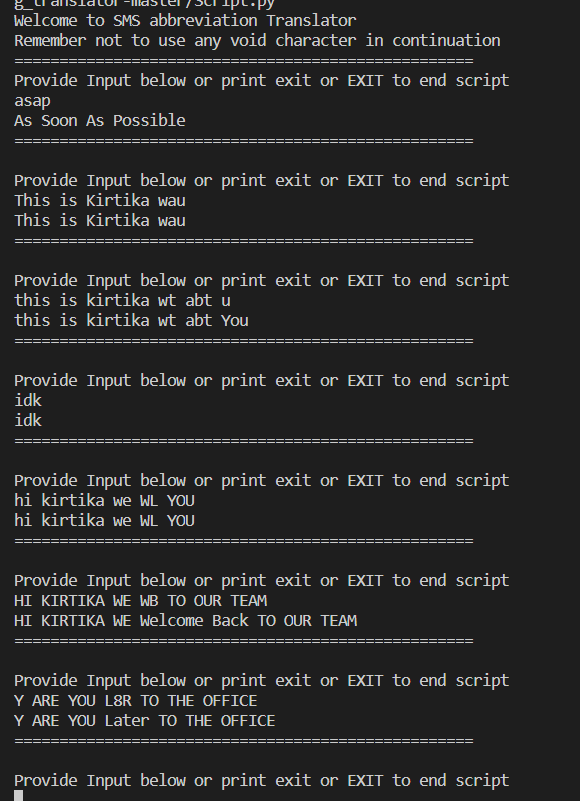 g_translator-master/Script.py
Welcome to SMS abbreviation Translator
Remember not to use any void character in continuation
===================================================
Provide Input below or print exit or EXIT to end script
asap
As Soon As Possible
===================================================
Provide Input below or print exit or EXIT to end script
This is Kirtika wau
This is Kirtika wau
===================================================
Provide Input below or print exit or EXIT to end script
this is kirtika wt abt u
this is kirtika wt abt You
===================================================
Provide Input below or print exit or EXIT to end script
idk
idk
===================================================
Provide Input below or print exit or EXIT to end script
hi kirtika we WL YOU
hi kirtika we WL YOU
===================================================
Provide Input below or print exit or EXIT to end script
HI KIRTIKA WE WB TO OUR TEAM
HI KIRTIKA WE Welcome Back TO OUR TEAM
===================================================
Provide Input below or print exit or EXIT to end script
Y ARE YOU L8R TO THE OFFICE
Y ARE YOU Later TO THE OFFICE
===================================================
Provide Input below or print exit or EXIT to end script